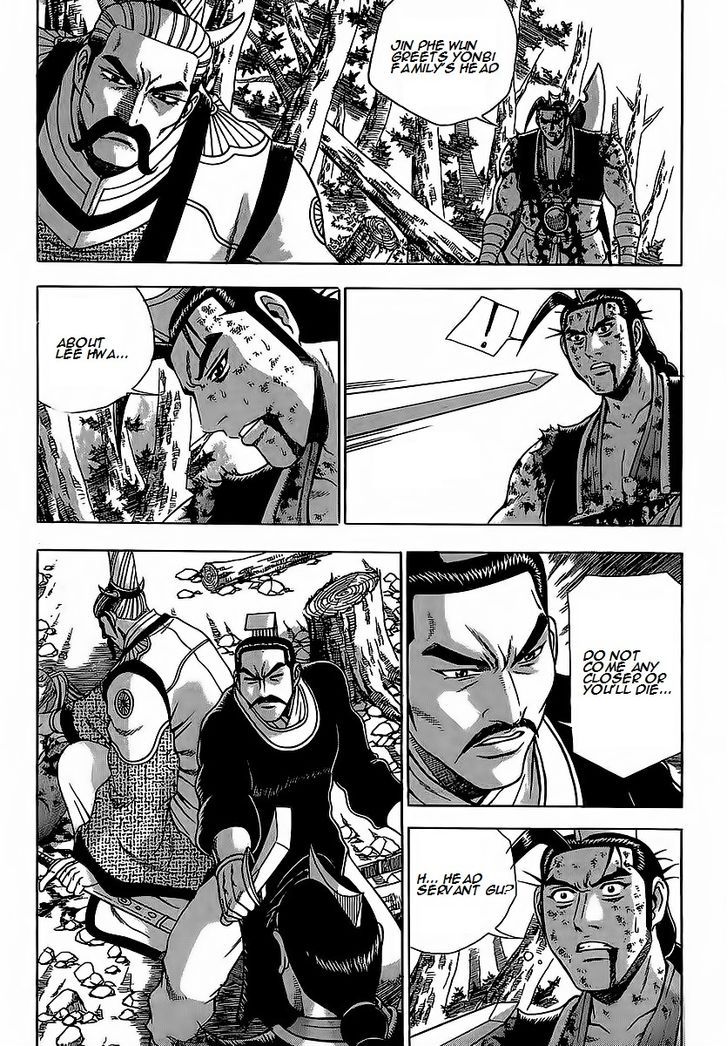 JIN PHE WUN
GREETS YONBI
FAMILY'S HEAD
ABOUT
LEE HWA...
!
DO NOT
COME ANY
CLOSER OR
YOU'LL DIE...
H... HEAD
SERVANT GU?